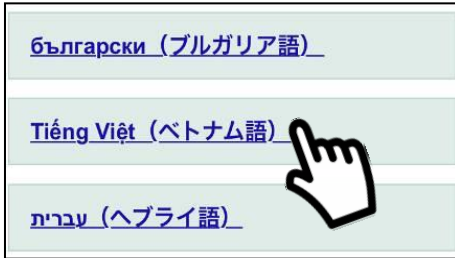 български（ブルガリア語）
Tiếng Việt（ベトナム語）
עברית（ヘブライ語）